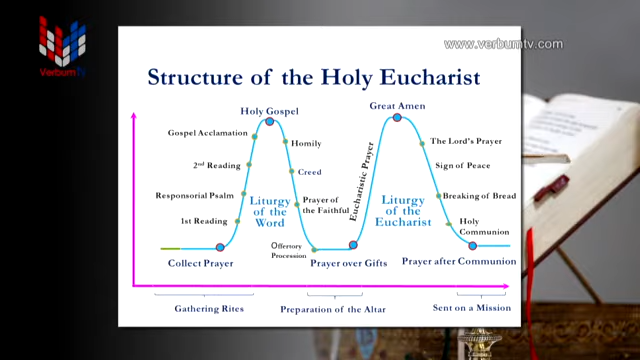 VerbumTv
www.verbumtv.com
Structure of the Holy Eucharist
Holy Gospel
Great Amen
Gospel Acclamation
Homily
The Lord's Prayer
2nd Reading
Creed
Sign of Peace
Eucharistic Prayer
Responsorial Psalm
Liturgy
of the
Word
Prayer of
the Faithful
Liturgy
of the
Eucharist
Breaking of Bread
1st Reading
Holy
Communion
Offertory
Procession
Collect Prayer
Prayer over Gifts
Prayer after Communion
Gathering Rites
Preparation of the Altar
Sent on a Mission